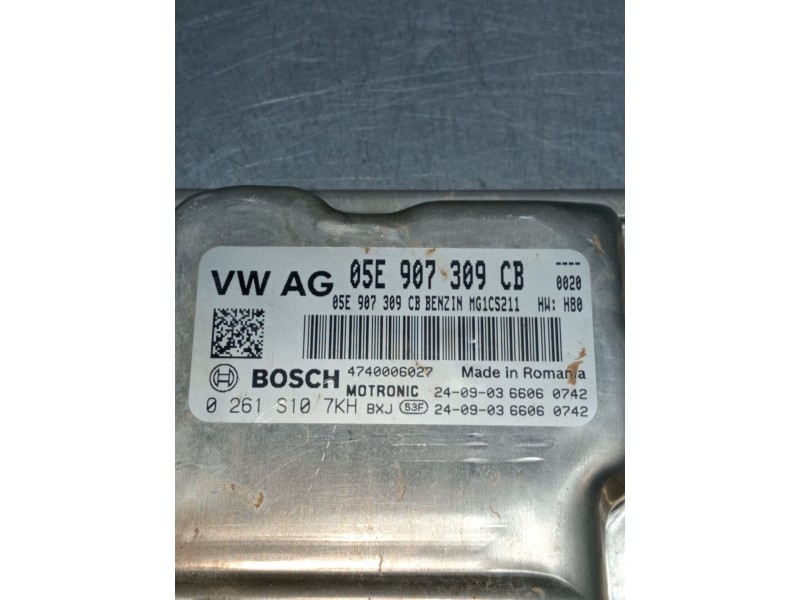 VW AG 05E 907 309 CB ----
0020
05E 907 309 CB BENZIN MG1CS211 HW: H80
4740006027 Made in Romania
BOSCH MOTRONIC 24-09-03 6606 0742
0 261 S10 7KH BXJ 53F 24-09-03 6606 0742